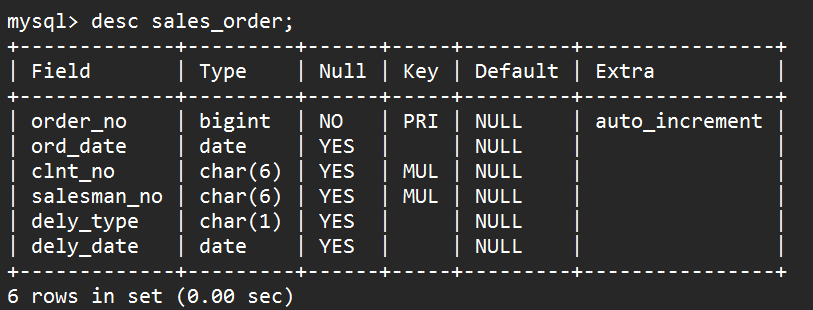 mysql> desc sales_order;
+-------------+---------+------+-----+---------+----------------+
| Field       | Type    | Null | Key | Default | Extra          |
+-------------+---------+------+-----+---------+----------------+
| order_no    | bigint  | NO   | PRI | NULL    | auto_increment |
| ord_date    | date    | YES  |     | NULL    |                |
| clnt_no     | char(6) | YES  | MUL | NULL    |                |
| salesman_no | char(6) | YES  | MUL | NULL    |                |
| dely_type   | char(1) | YES  |     | NULL    |                |
| dely_date   | date    | YES  |     | NULL    |                |
+-------------+---------+------+-----+---------+----------------+
6 rows in set (0.00 sec)